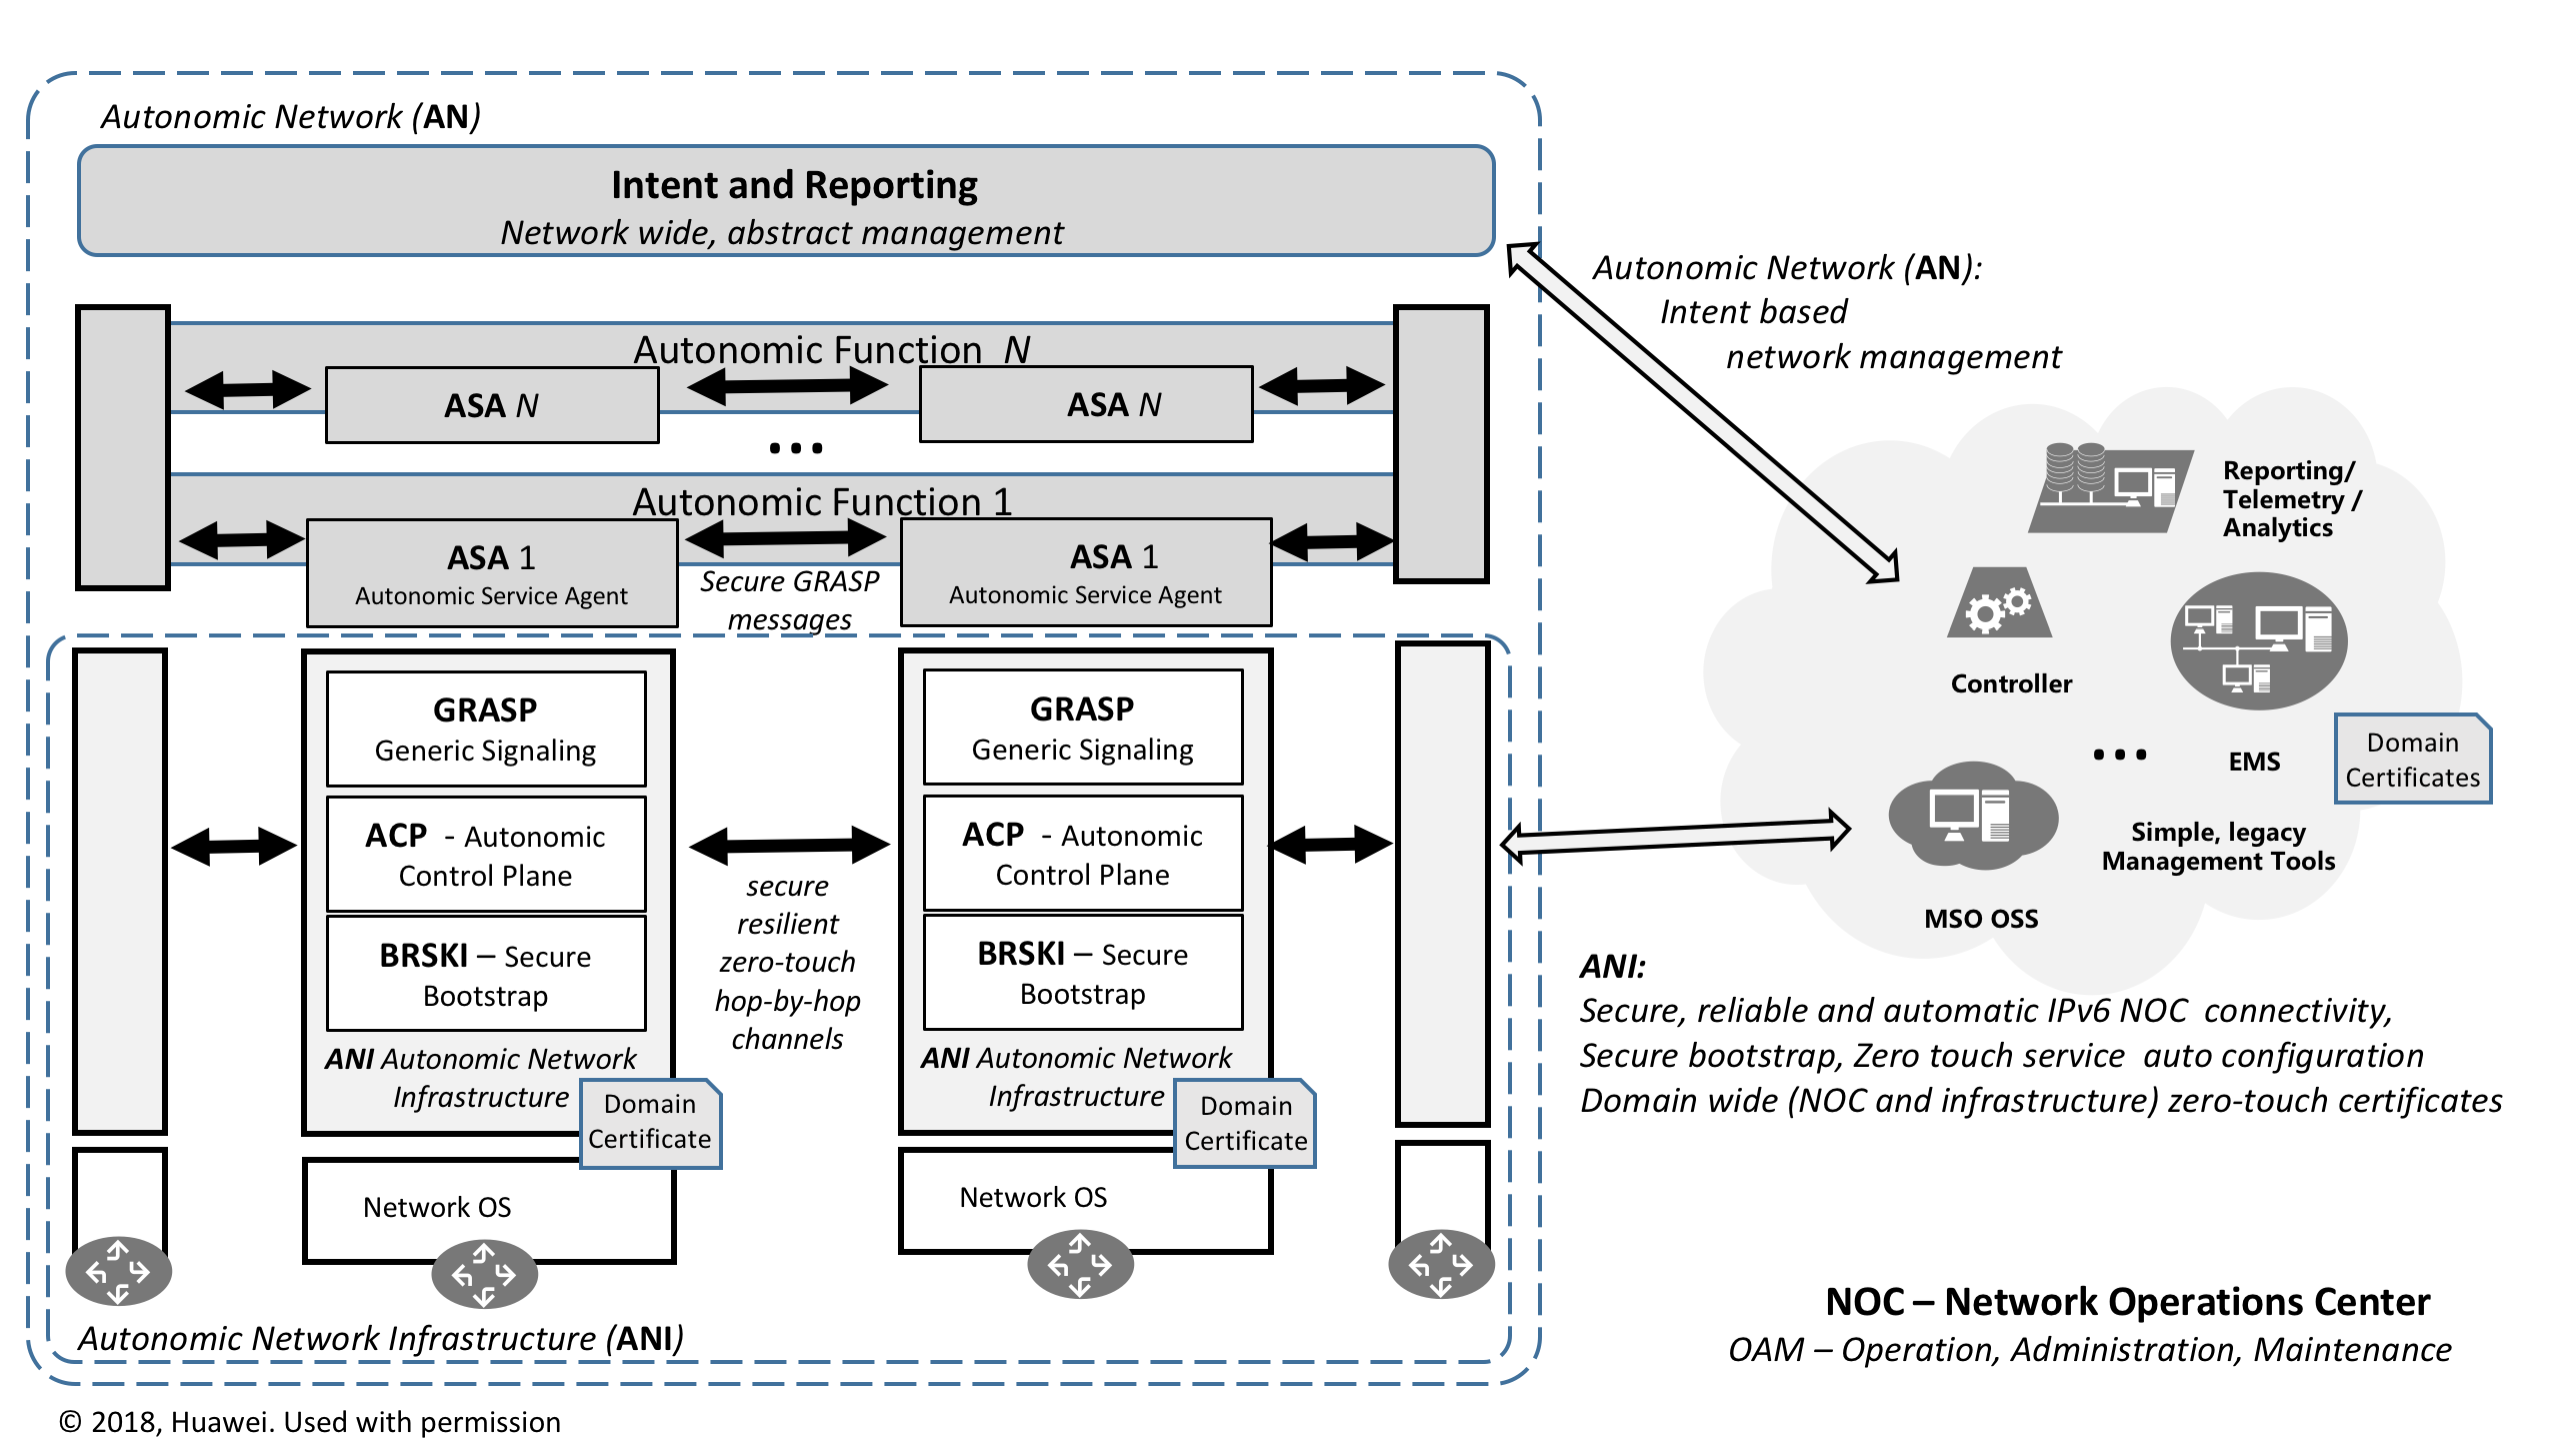 Autonomic Network (AN)
Intent and Reporting
Network wide, abstract management
Autonomic Function N
ASA N
ASA N
...
Autonomic Function 1
ASA 1
Autonomic Service Agent
Secure GRASP
messages
ASA 1
Autonomic Service Agent
GRASP
Generic Signaling
ACP - Autonomic
Control Plane
BRSKI – Secure
Bootstrap
ANI Autonomic Network
Infrastructure
Domain
Certificate
Network OS
secure
resilient
zero-touch
hop-by-hop
channels
GRASP
Generic Signaling
ACP - Autonomic
Control Plane
BRSKI – Secure
Bootstrap
ANI Autonomic Network
Infrastructure
Domain
Certificate
Network OS
Autonomic Network Infrastructure (ANI)
Autonomic Network (AN):
Intent based
network management
Reporting/
Telemetry /
Analytics
Controller
...
EMS
Domain
Certificates
Simple, legacy
Management Tools
MSO OSS
ANI:
Secure, reliable and automatic IPv6 NOC connectivity,
Secure bootstrap, Zero touch service auto configuration
Domain wide (NOC and infrastructure) zero-touch certificates
NOC – Network Operations Center
OAM – Operation, Administration, Maintenance
© 2018, Huawei. Used with permission